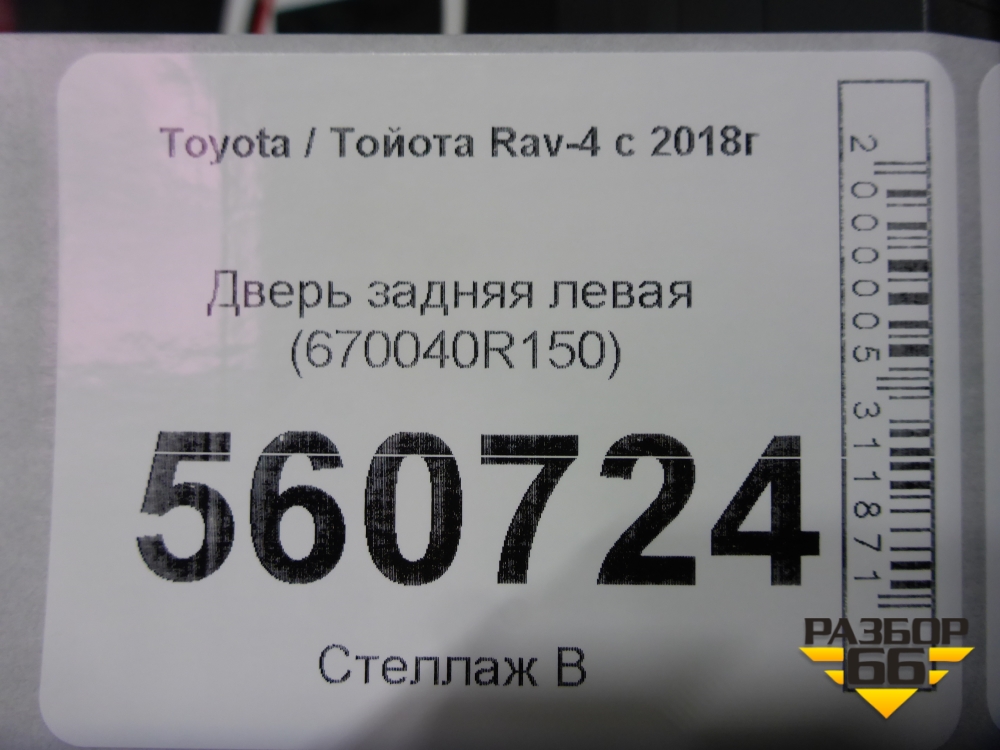 Toyota / Тойота Rav-4 с 2018г
Дверь задняя левая
(670040R150)
560724
Стеллаж В
2000005311871
РАЗБОР
66